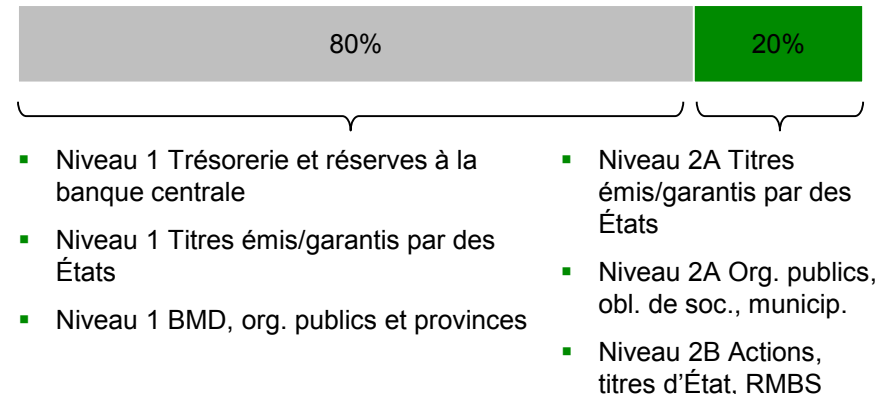 80%
20%
▪ Niveau 1 Trésorerie et réserves à la
banque centrale
▪ Niveau 1 Titres émis/garantis par des
États
▪ Niveau 1 BMD, org. publics et provinces
▪ Niveau 2A Titres
émis/garantis par des
États
▪ Niveau 2A Org. publics,
obl. de soc., municip.
▪ Niveau 2B Actions,
titres d’État, RMBS